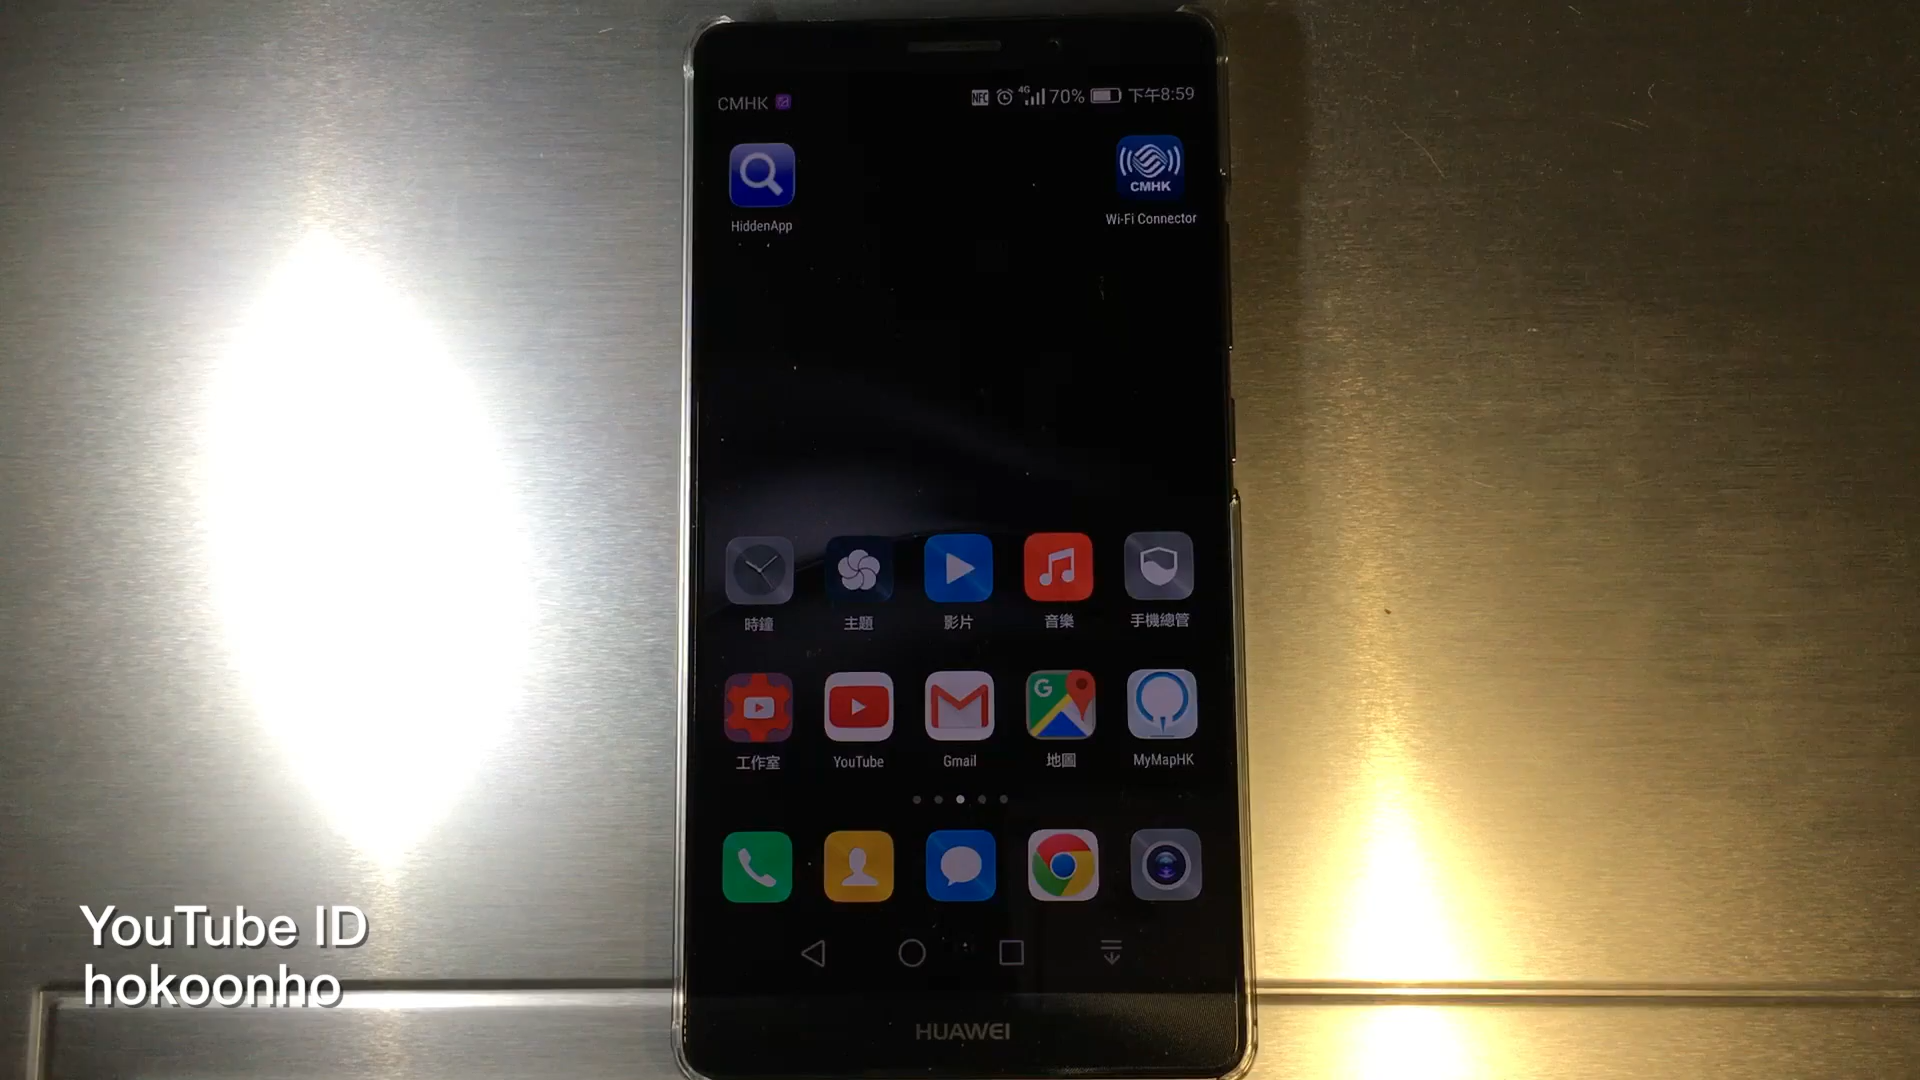 CMHK
NFC 4G 70% 下午8:59
CMHK
HiddenApp
Wi-Fi Connector
時鐘
主題
影片
音樂
手機總管
G
工作室
YouTube
Gmail
地圖
MyMapHK
YouTube ID
hokoonho
HUAWEI